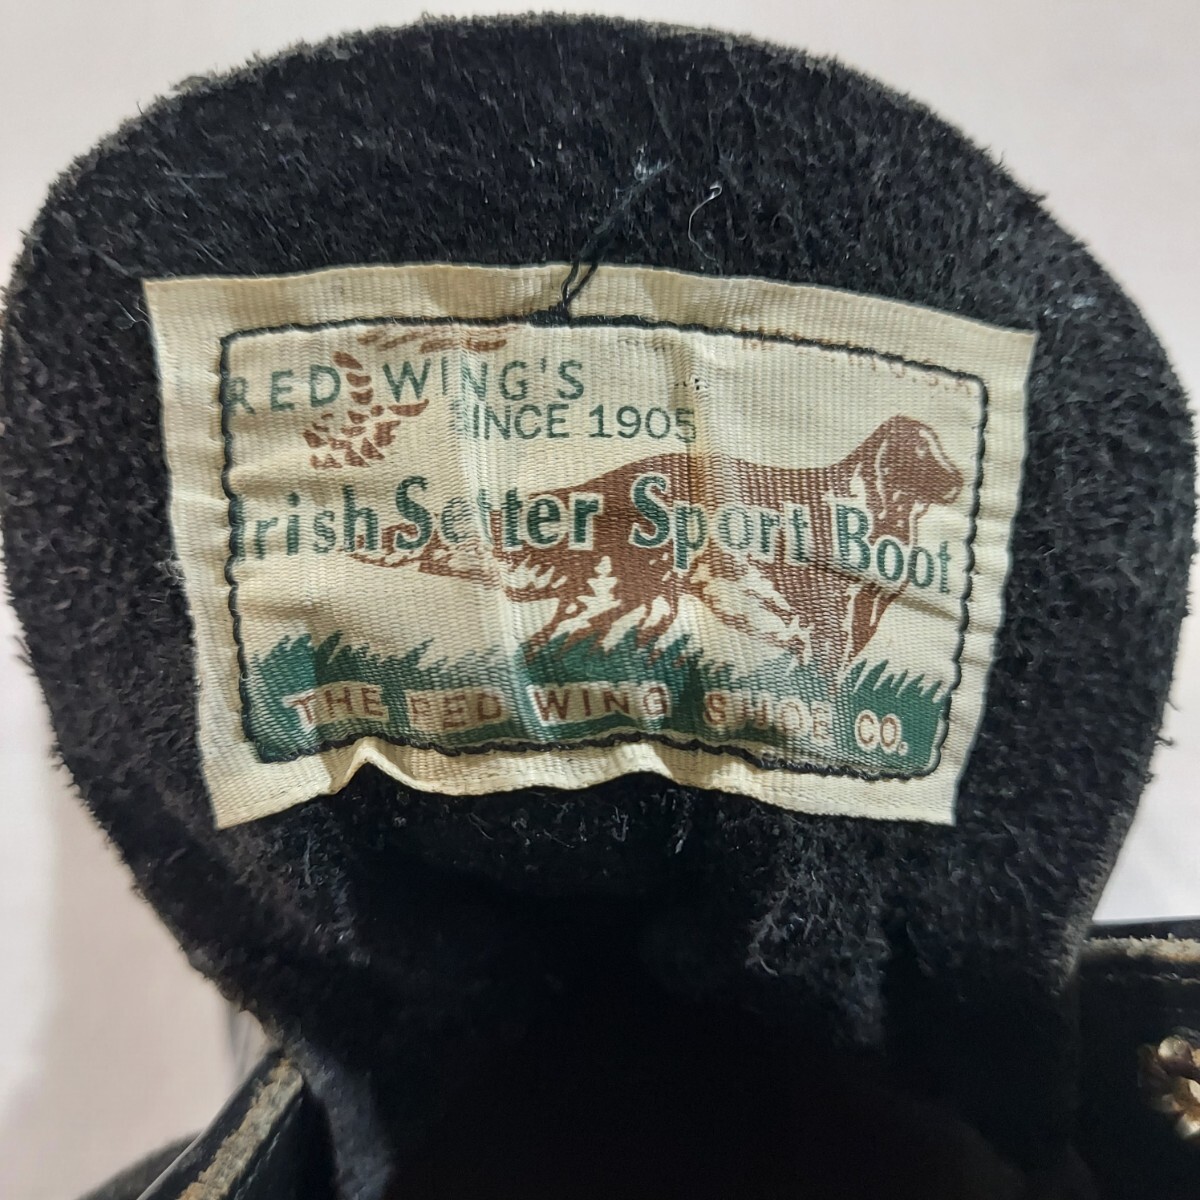 RED WING'S
SINCE 1905
Irish Setter Sport Boot
THE RED WING SHOE CO.